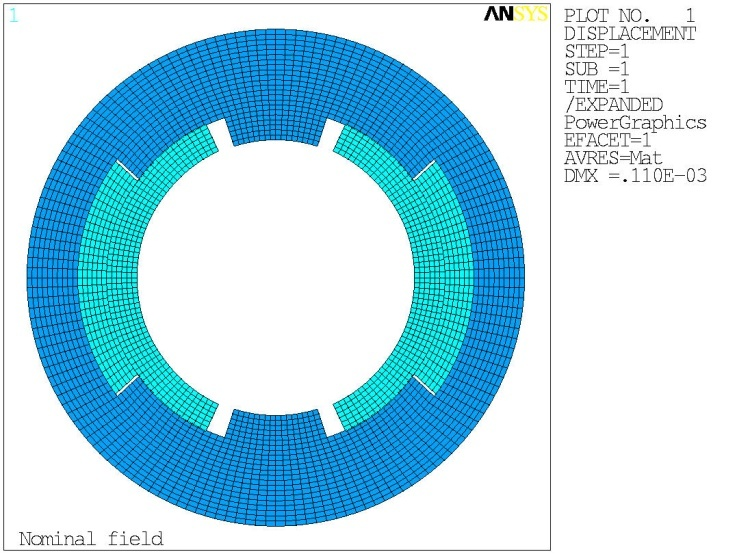 1
ANSYS
PLOT NO. 1
DISPLACEMENT
STEP=1
SUB =1
TIME=1
/EXPANDED
PowerGraphics
EFACET=1
AVRES=Mat
DMX =.110E-03
Nominal field